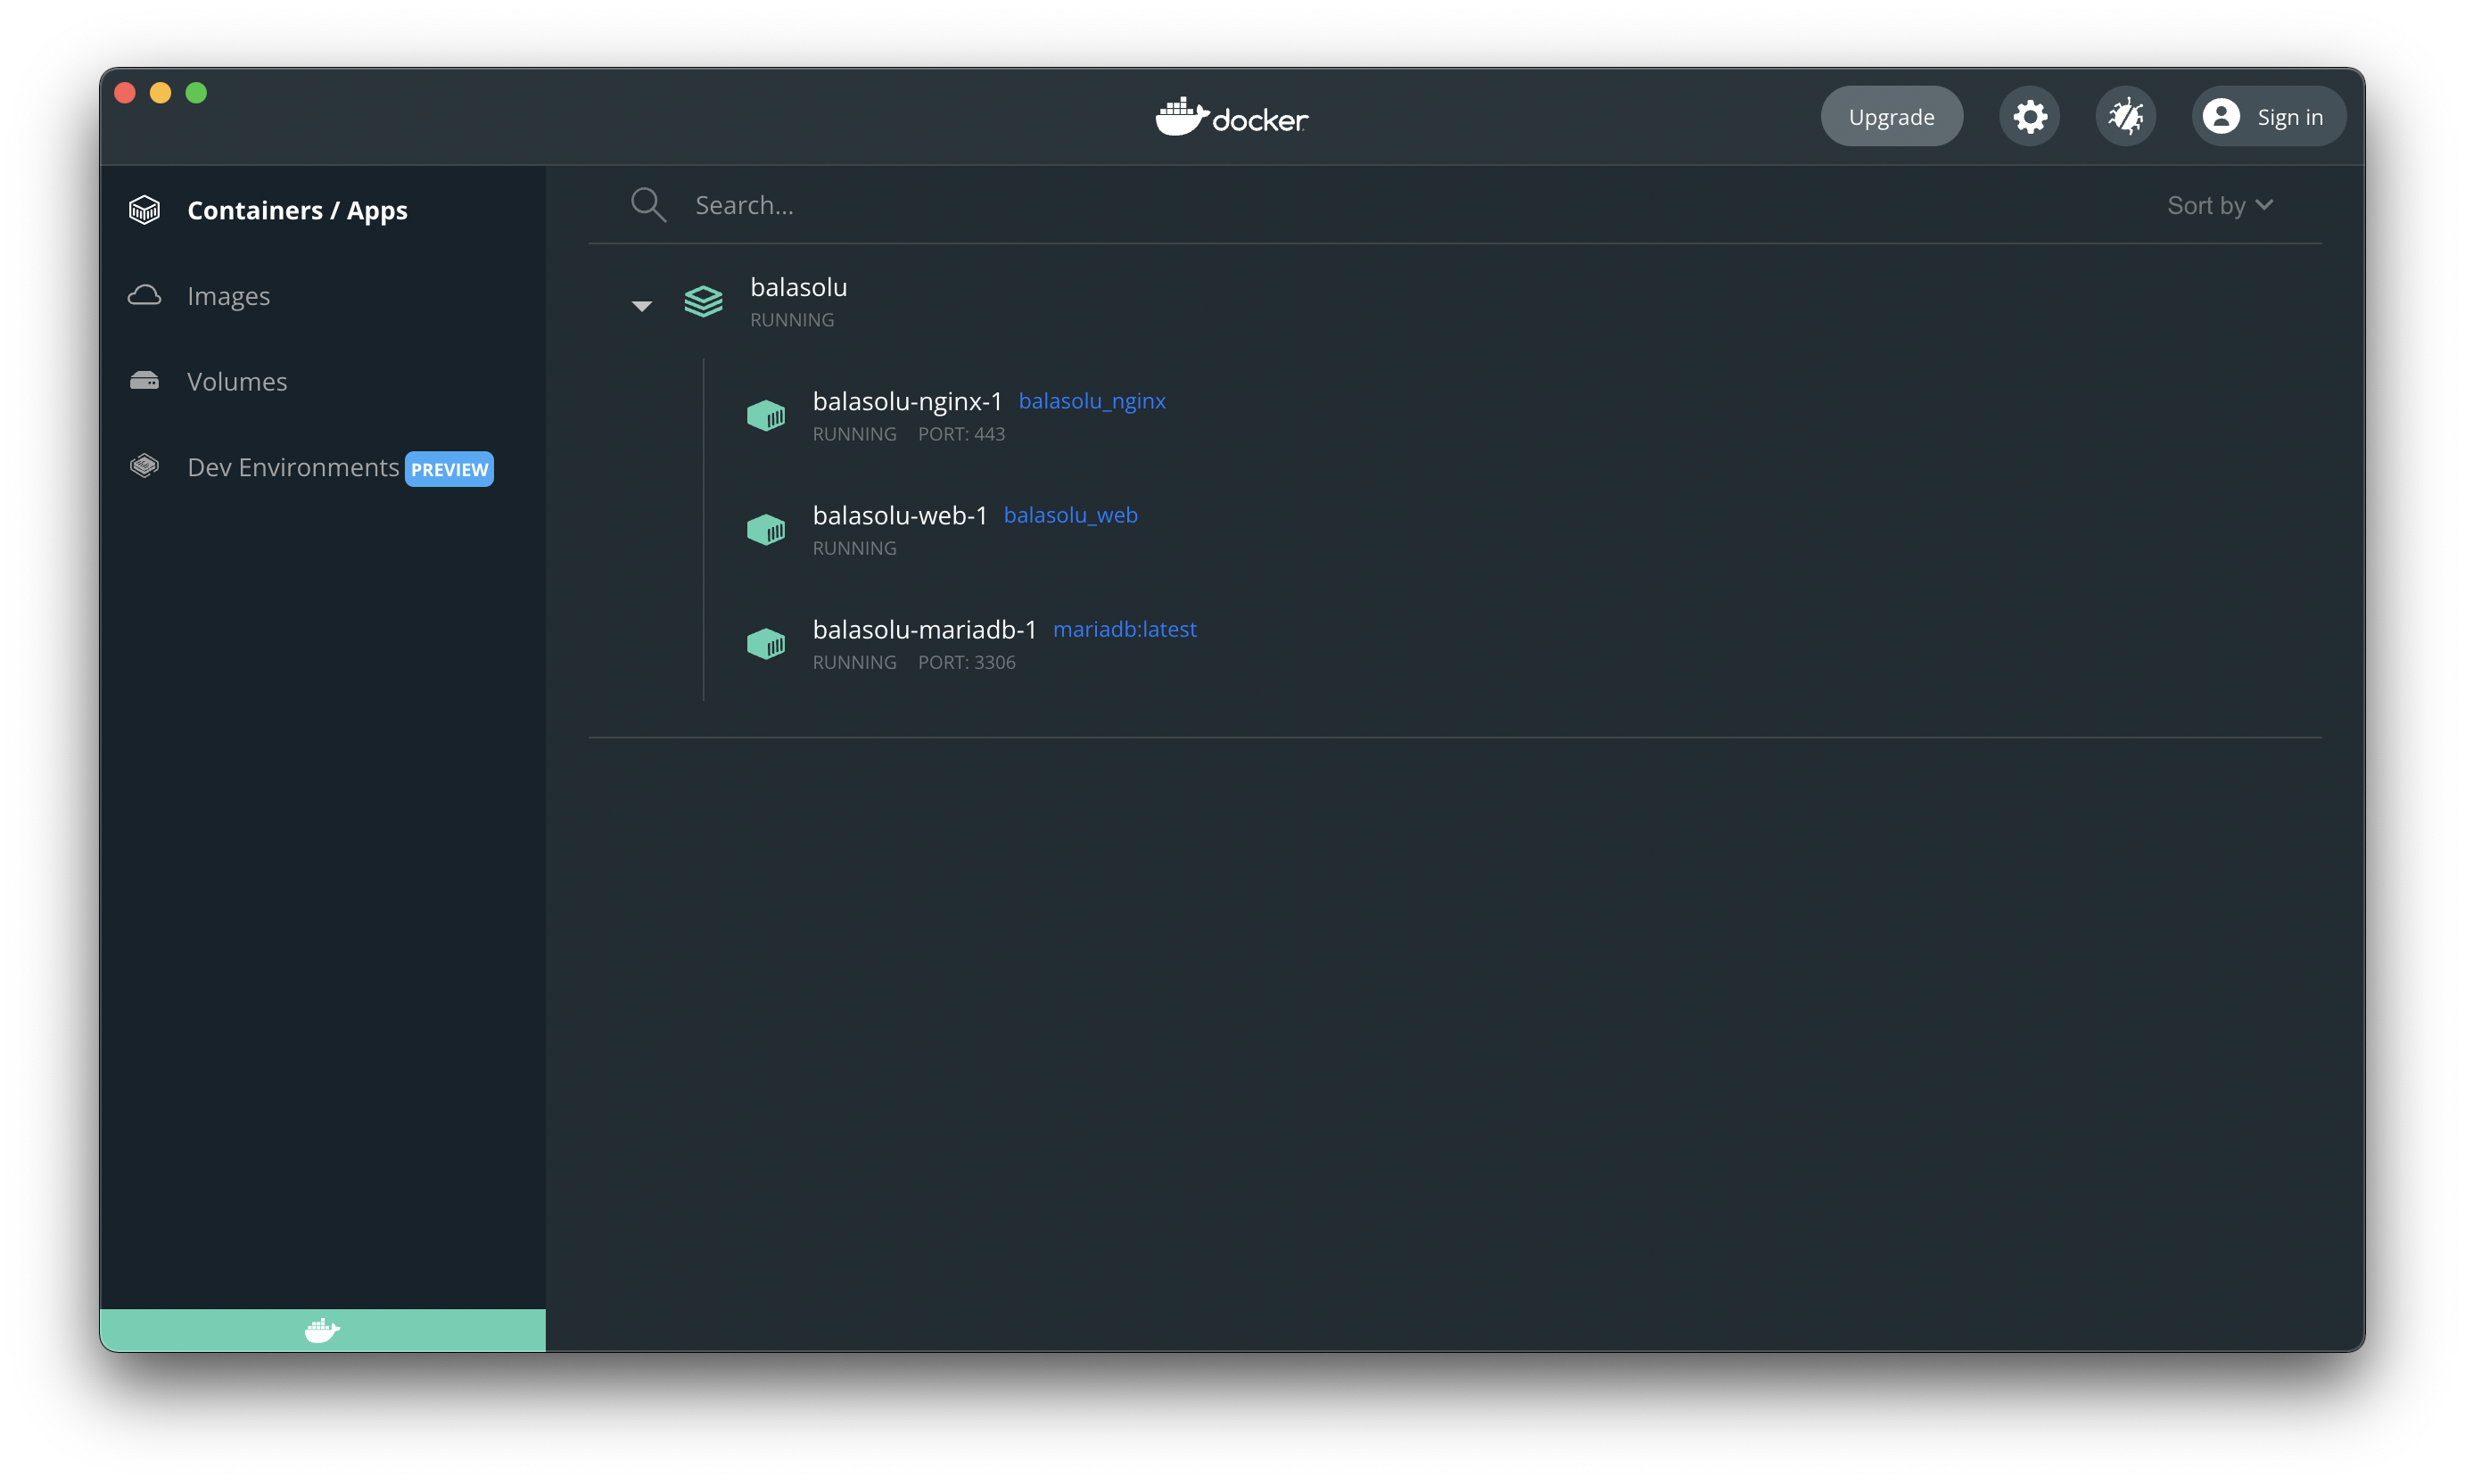 docker
Upgrade
Sign in
Containers / Apps
Images
Volumes
Dev Environments PREVIEW
Search...
Sort by
balasolu
RUNNING
balasolu-nginx-1 balasolu_nginx
RUNNING PORT: 443
balasolu-web-1 balasolu_web
RUNNING
balasolu-mariadb-1 mariadb:latest
RUNNING PORT: 3306